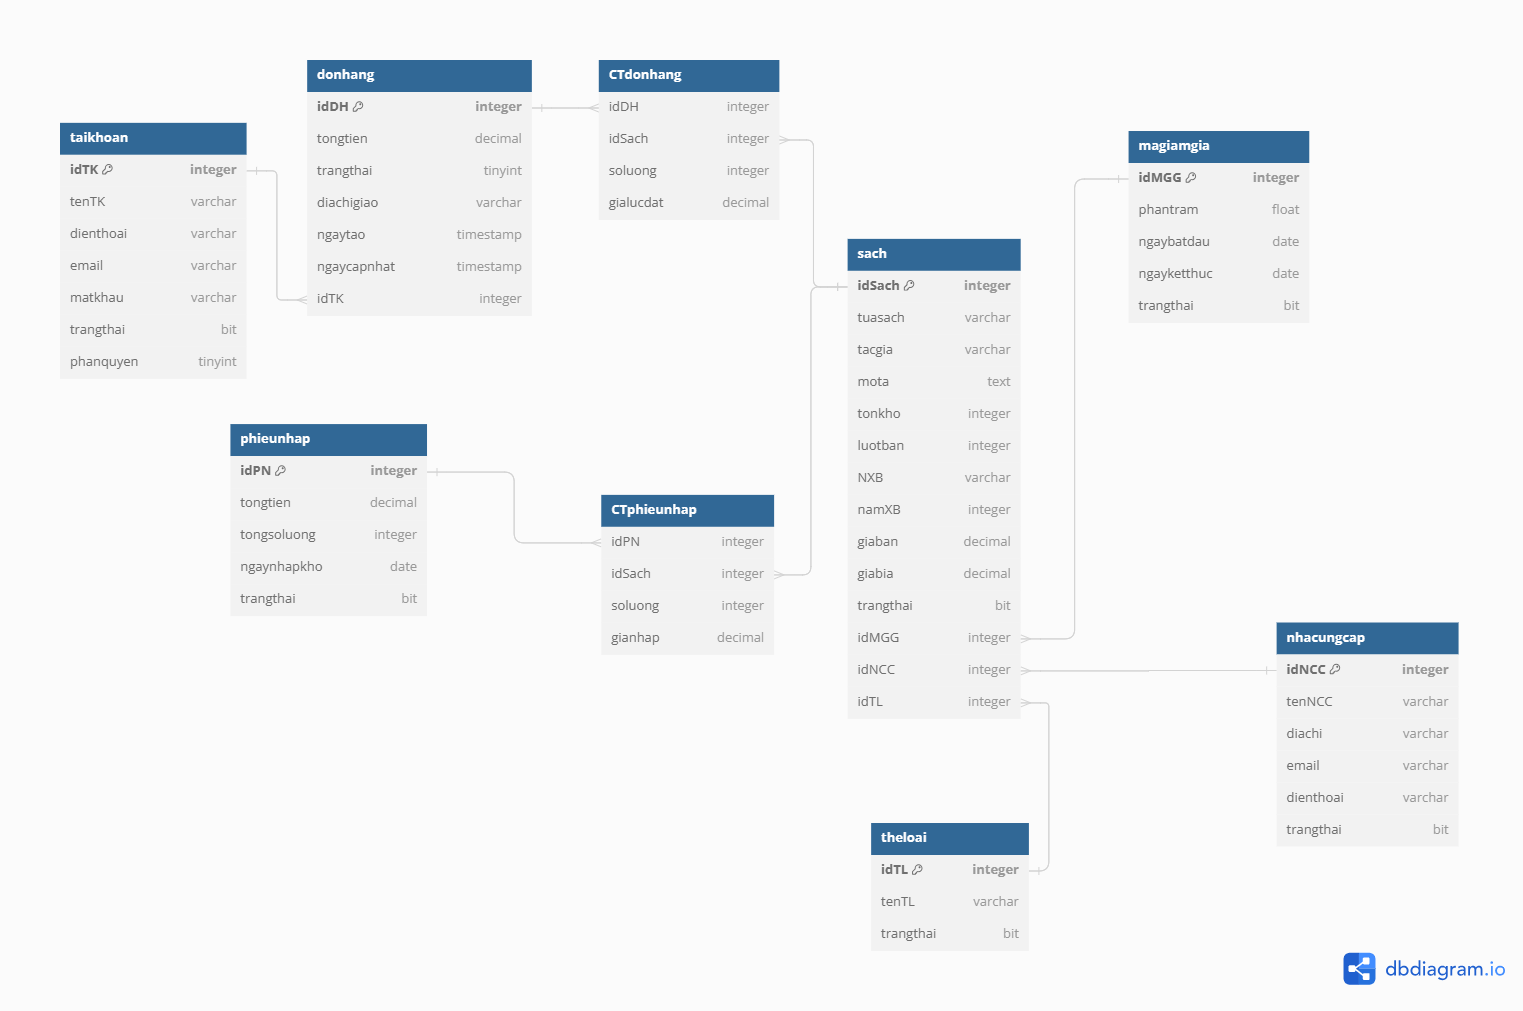 taikhoan
idTK integer
tenTK varchar
dienthoai varchar
email varchar
matkhau varchar
trangthai bit
phanquyen tinyint
donhang
idDH integer
tongtien decimal
trangthai tinyint
diachigiao varchar
ngaytao timestamp
ngaycapnhat timestamp
idTK integer
CTdonhang
idDH integer
idSach integer
soluong integer
gialucdat decimal
phieunhap
idPN integer
tongtien decimal
tongsoluong integer
ngaynhapkho date
trangthai bit
CTphieunhap
idPN integer
idSach integer
soluong integer
gianhap decimal
sach
idSach integer
tuasach varchar
tacgia varchar
mota text
tonkho integer
luotban integer
NXB varchar
namXB integer
giaban decimal
giabia decimal
trangthai bit
idMGG integer
idNCC integer
idTL integer
magiamgia
idMGG integer
phantram float
ngaybatdau date
ngayketthuc date
trangthai bit
nhacungcap
idNCC integer
tenNCC varchar
diachi varchar
email varchar
dienthoai varchar
trangthai bit
theloai
idTL integer
tenTL varchar
trangthai bit
dbdiagram.io